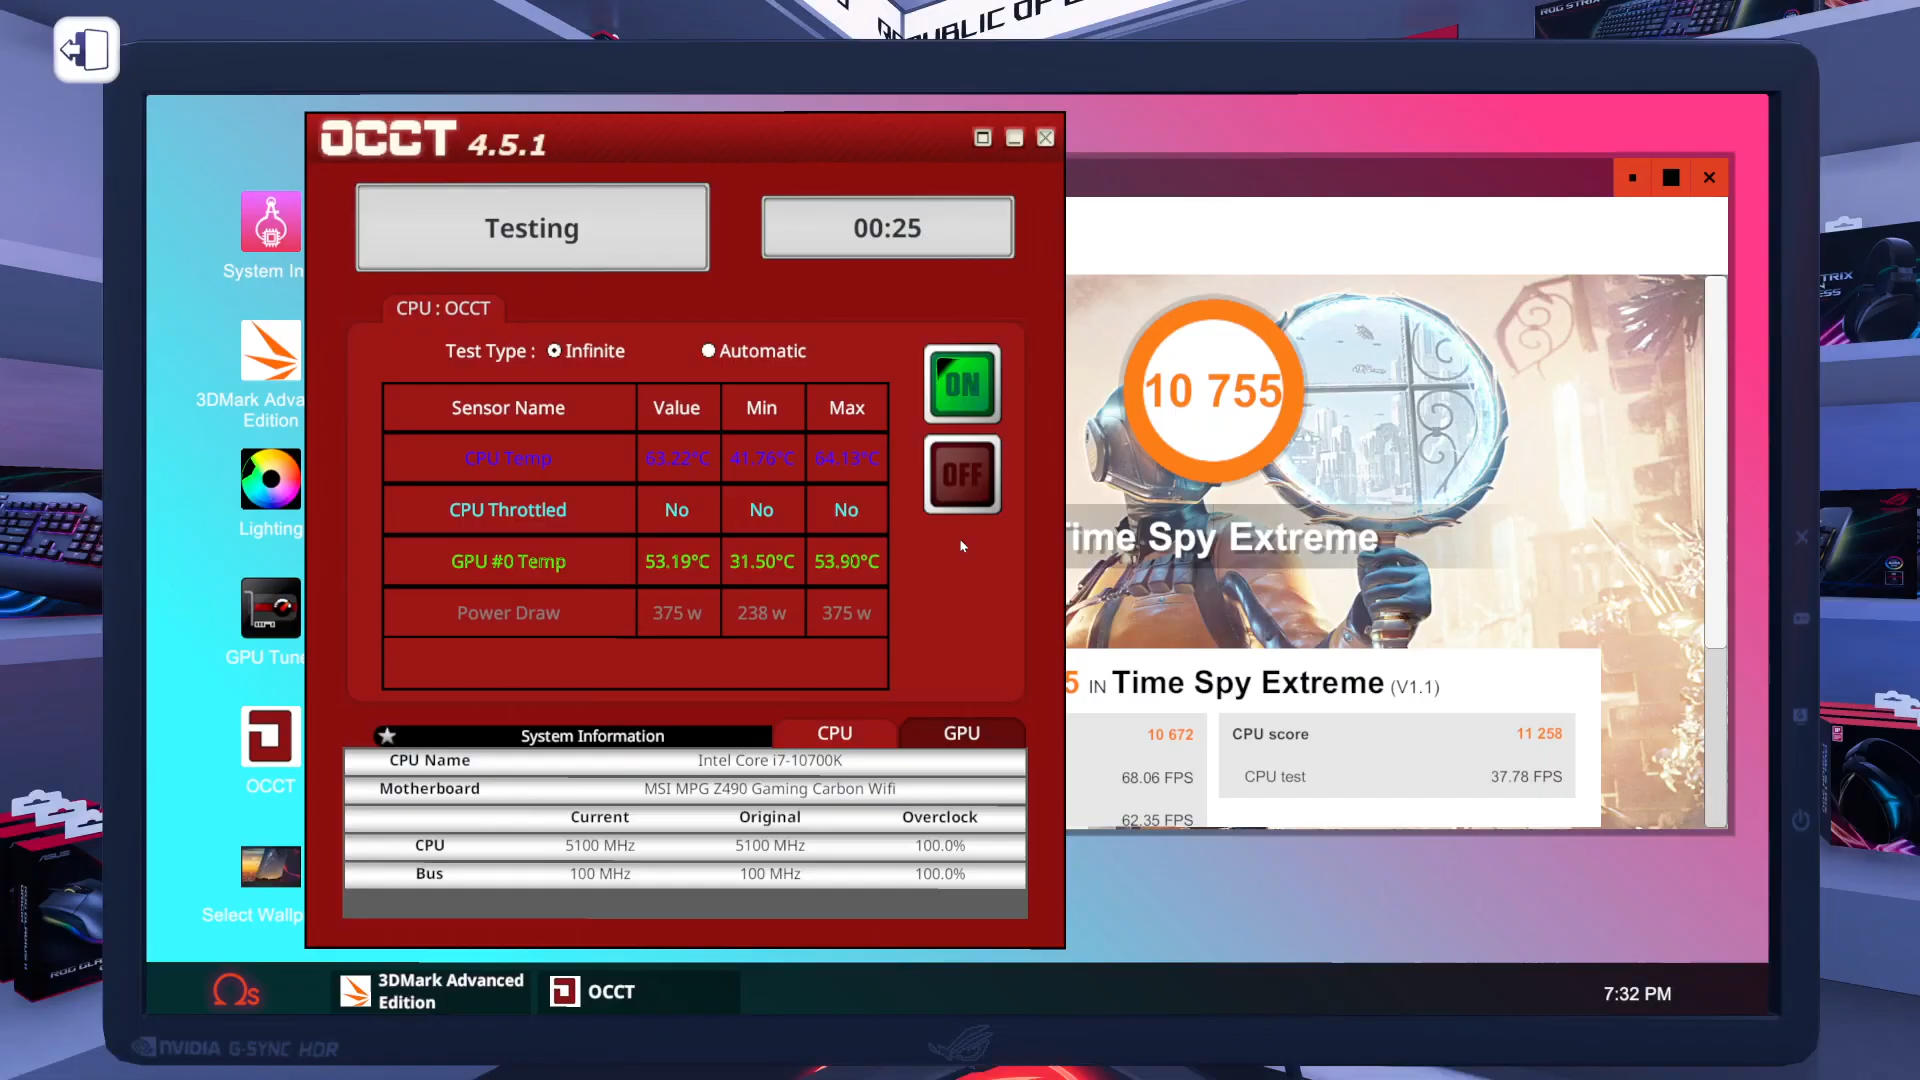 ROG STRIX
OCCT 4.5.1
Testing
00:25
CPU : OCCT
Test Type : Infinite Automatic
Sensor Name Value Min Max
CPU Temp 63.22°C 41.76°C 64.13°C
CPU Throttled No No No
GPU #0 Temp 53.19°C 31.50°C 53.90°C
Power Draw 375 w 238 w 375 w
ON
OFF
System Information CPU GPU
CPU Name Intel Core i7-10700K
Motherboard MSI MPG Z490 Gaming Carbon Wifi
Current Original Overclock
CPU 5100 MHz 5100 MHz 100.0%
Bus 100 MHz 100 MHz 100.0%
System In
3DMark Adva
Edition
Lighting
GPU Tune
OCCT
Select Wallp
10 755
Time Spy Extreme
5 IN Time Spy Extreme (V1.1)
10 672
68.06 FPS
62.35 FPS
CPU score 11 258
CPU test 37.78 FPS
3DMark Advanced
Edition
OCCT
7:32 PM
NVIDIA G-SYNC HDR
ASUS